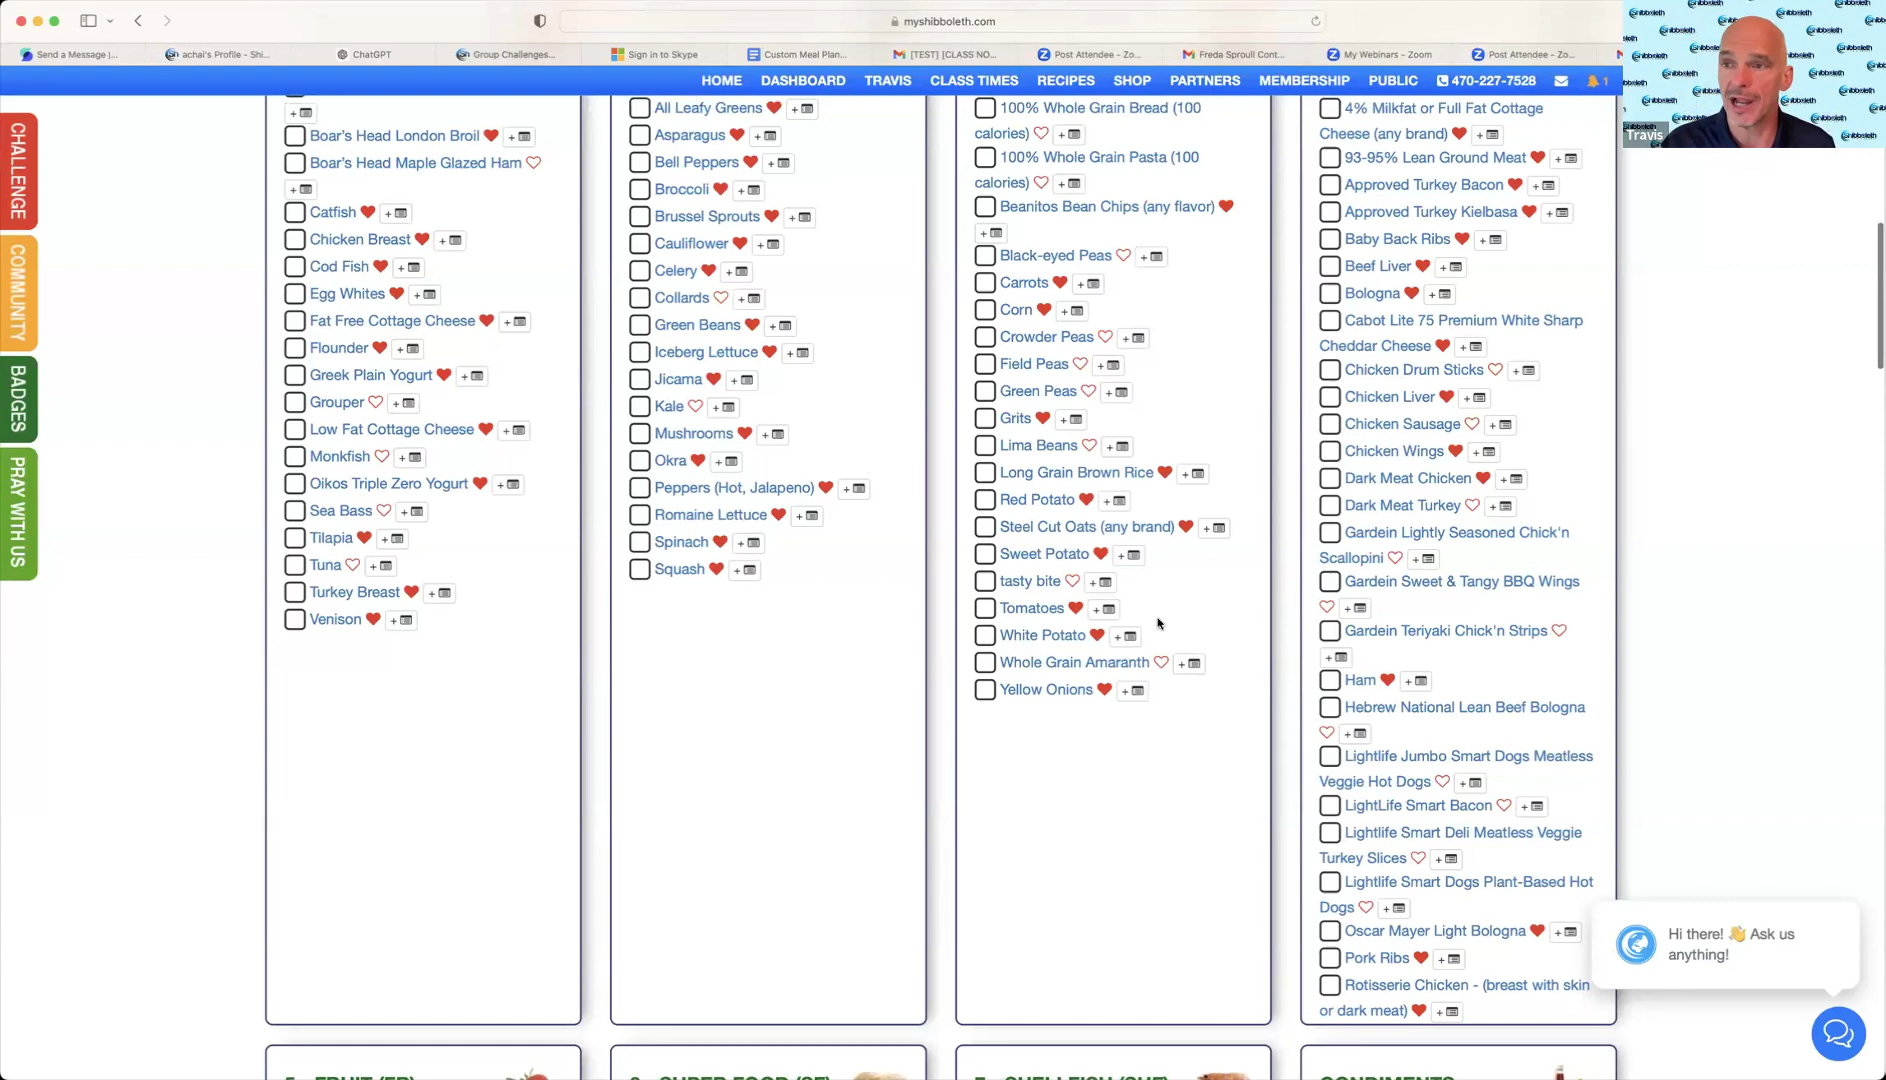 myshibboleth.com
Send a Message |...
achai's Profile - Shi...
ChatGPT
Group Challenges...
Sign in to Skype
Custom Meal Plan...
[TEST] [CLASS NO...
Post Attendee - Zo...
Freda Sproull Cont...
My Webinars - Zoom
Post Attendee - Zo...
HOME DASHBOARD TRAVIS CLASS TIMES RECIPES SHOP PARTNERS MEMBERSHIP PUBLIC 470-227-7528 1
Travis
CHALLENGE
COMMUNITY
BADGES
PRAY WITH US
Boar's Head London Broil
Boar's Head Maple Glazed Ham
Catfish
Chicken Breast
Cod Fish
Egg Whites
Fat Free Cottage Cheese
Flounder
Greek Plain Yogurt
Grouper
Low Fat Cottage Cheese
Monkfish
Oikos Triple Zero Yogurt
Sea Bass
Tilapia
Tuna
Turkey Breast
Venison
All Leafy Greens
Asparagus
Bell Peppers
Broccoli
Brussel Sprouts
Cauliflower
Celery
Collards
Green Beans
Iceberg Lettuce
Jicama
Kale
Mushrooms
Okra
Peppers (Hot, Jalapeno)
Romaine Lettuce
Spinach
Squash
100% Whole Grain Bread (100
calories)
100% Whole Grain Pasta (100
calories)
Beanitos Bean Chips (any flavor)
Black-eyed Peas
Carrots
Corn
Crowder Peas
Field Peas
Green Peas
Grits
Lima Beans
Long Grain Brown Rice
Red Potato
Steel Cut Oats (any brand)
Sweet Potato
tasty bite
Tomatoes
White Potato
Whole Grain Amaranth
Yellow Onions
4% Milkfat or Full Fat Cottage
Cheese (any brand)
93-95% Lean Ground Meat
Approved Turkey Bacon
Approved Turkey Kielbasa
Baby Back Ribs
Beef Liver
Bologna
Cabot Lite 75 Premium White Sharp
Cheddar Cheese
Chicken Drum Sticks
Chicken Liver
Chicken Sausage
Chicken Wings
Dark Meat Chicken
Dark Meat Turkey
Gardein Lightly Seasoned Chick'n
Scallopini
Gardein Sweet & Tangy BBQ Wings
Gardein Teriyaki Chick'n Strips
Ham
Hebrew National Lean Beef Bologna
Lightlife Jumbo Smart Dogs Meatless
Veggie Hot Dogs
LightLife Smart Bacon
Lightlife Smart Deli Meatless Veggie
Turkey Slices
Lightlife Smart Dogs Plant-Based Hot
Dogs
Oscar Mayer Light Bologna
Pork Ribs
Rotisserie Chicken - (breast with skin
or dark meat)
Hi there! 👋 Ask us
anything!